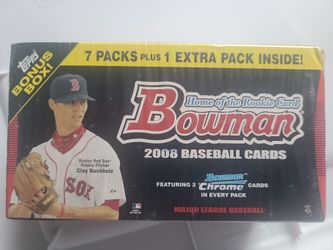 7 PACKS PLUS 1 EXTRA PACK INSIDE!
Topps
BONUS
BOX!
Home of the Rookie Card
Bowman
2008 BASEBALL CARDS
Boston Red Sox®
Rookie Pitcher
Clay Buchholz
RED
SOX
FEATURING 2 Bowman Chrome CARDS
IN EVERY PACK
MAJOR LEAGUE BASEBALL